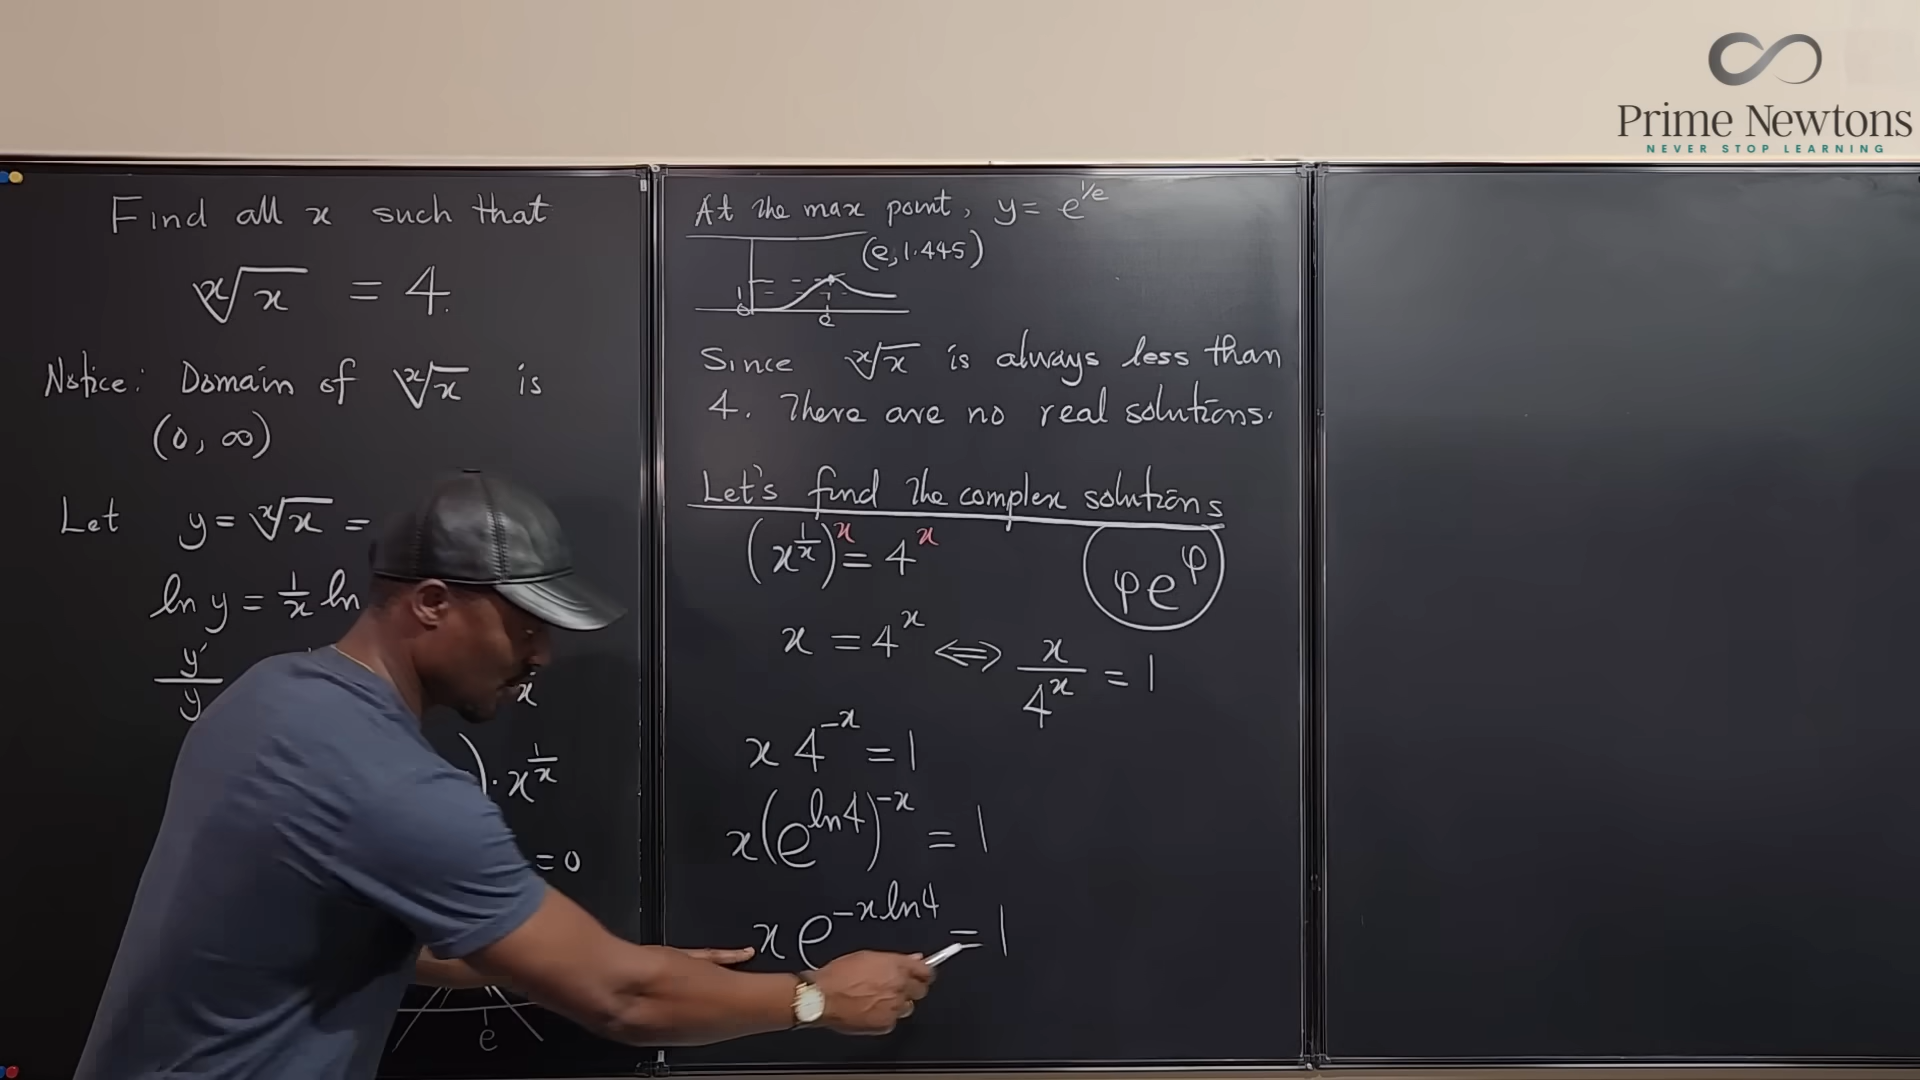 Prime Newtons
NEVER STOP LEARNING
Find all x such that
ˣ√x = 4.
Notice: Domain of ˣ√x is
(0, ∞)
Let y = ˣ√x =
ln y = 1/x ln
y'/y
x
) · x^(1/x)
= 0
e
At the max point, y = e^(1/e)
(e, 1.445)
1
0
e
Since ˣ√x is always less than
4. There are no real solutions.
Let's find the complex solutions
(x^(1/x))^x = 4^x
φe^φ
x = 4^x ⟺ x/4^x = 1
x 4^(-x) = 1
x(e^(ln4))^(-x) = 1
x e^(-x ln4) = 1